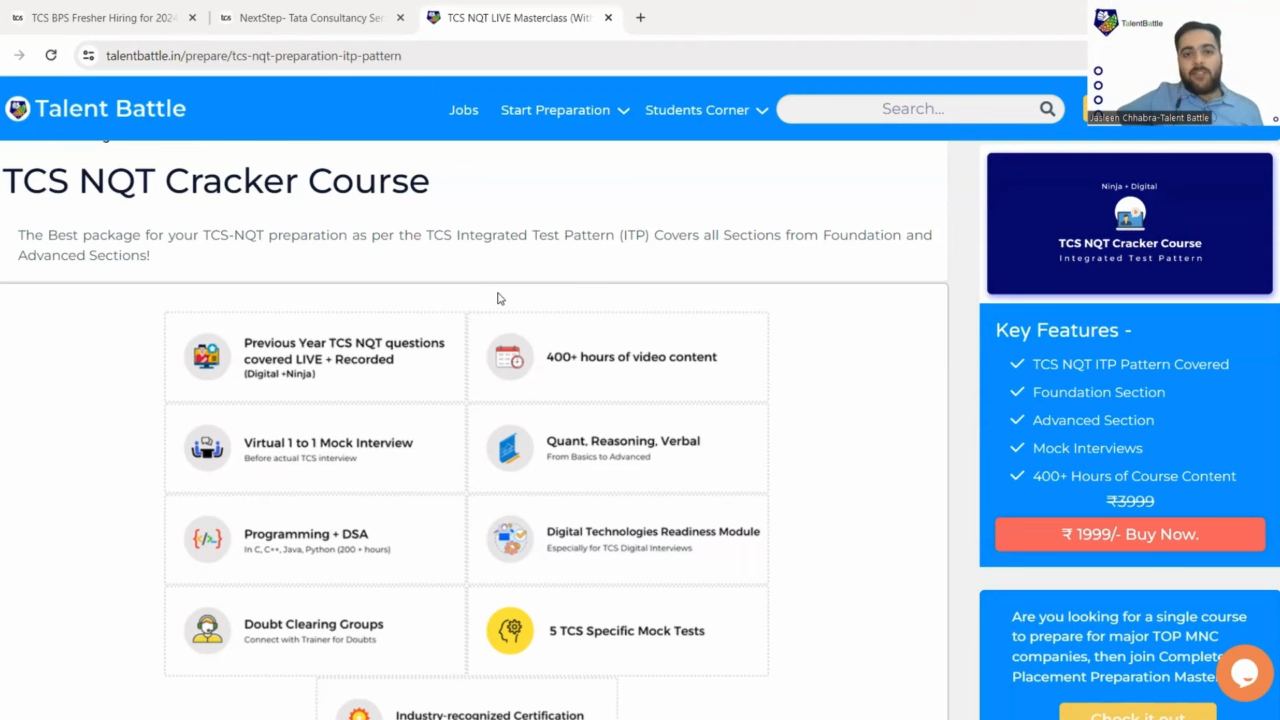 TCS BPS Fresher Hiring for 2024
NextStep- Tata Consultancy Ser
TCS NQT LIVE Masterclass (With
talentbattle.in/prepare/tcs-nqt-preparation-itp-pattern
TalentBattle
Jasleen Chhabra-Talent Battle
Talent Battle
Jobs
Start Preparation
Students Corner
Search...
TCS NQT Cracker Course
The Best package for your TCS-NQT preparation as per the TCS Integrated Test Pattern (ITP) Covers all Sections from Foundation and
Advanced Sections!
Previous Year TCS NQT questions
covered LIVE + Recorded
(Digital +Ninja)
400+ hours of video content
Virtual 1 to 1 Mock Interview
Before actual TCS interview
Quant, Reasoning, Verbal
From Basics to Advanced
Programming + DSA
In C, C++, Java, Python (200 + hours)
Digital Technologies Readiness Module
Especially for TCS Digital Interviews
Doubt Clearing Groups
Connect with Trainer for Doubts
5 TCS Specific Mock Tests
Industry-recognized Certification
Ninja + Digital
TCS NQT Cracker Course
Integrated Test Pattern
Key Features -
TCS NQT ITP Pattern Covered
Foundation Section
Advanced Section
Mock Interviews
400+ Hours of Course Content
₹3999
₹ 1999/- Buy Now.
Are you looking for a single course
to prepare for major TOP MNC
companies, then join Complete
Placement Preparation Maste
Check it out